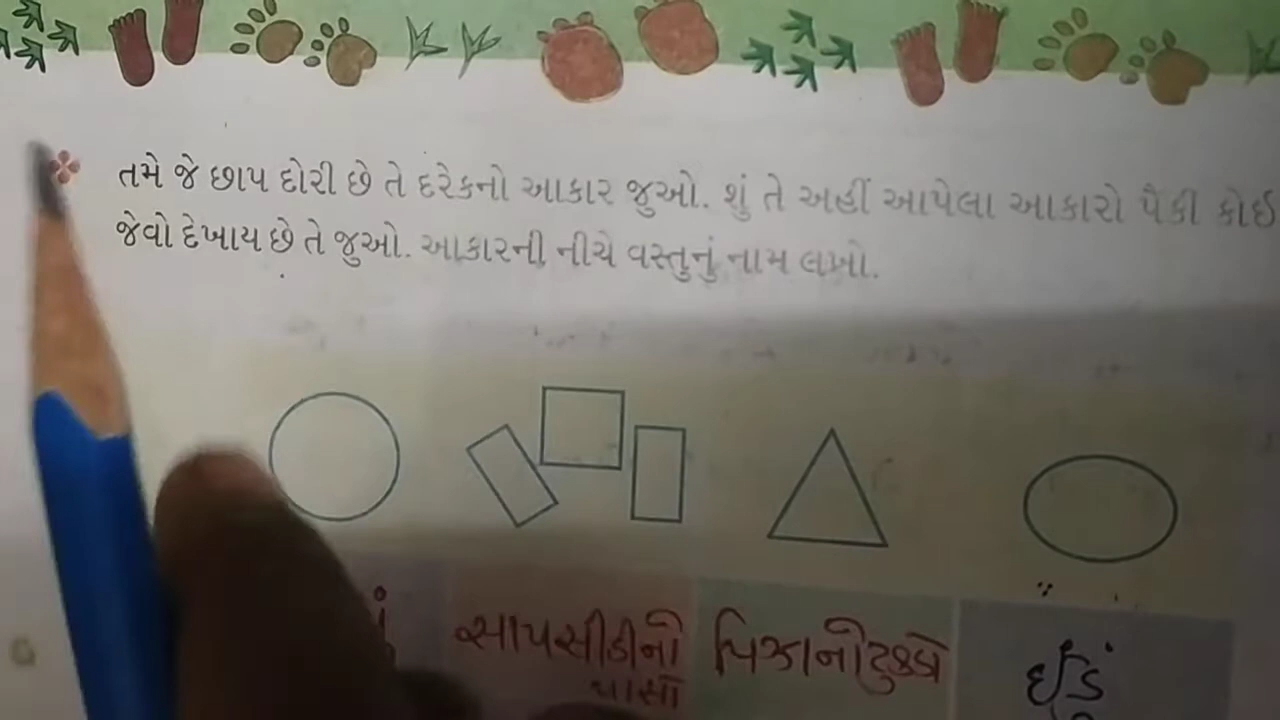 તમે જે છાપ દોરી છે તે દરેકનો આકાર જુઓ. શું તે અહીં આપેલા આકારો પૈકી કોઈ
જેવો દેખાય છે તે જુઓ. આકારની નીચે વસ્તુનું નામ લખો.
સાપસીડીનો પિઝાનોટુકડો ઈંડું
પાસો